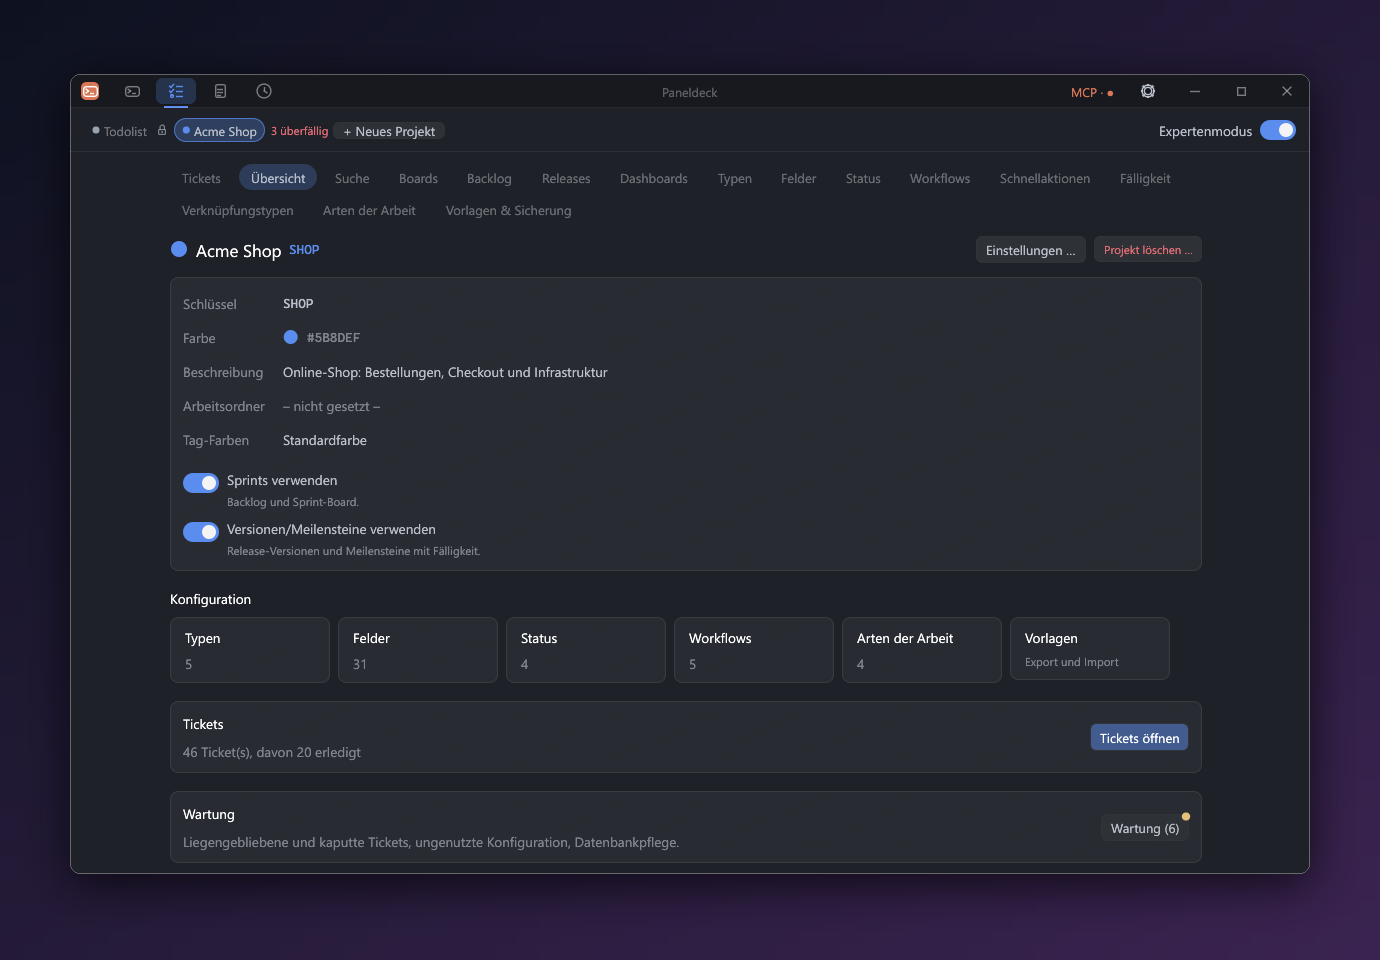 Paneldeck
MCP ·
Todolist Acme Shop 3 überfällig + Neues Projekt Expertenmodus
Tickets Übersicht Suche Boards Backlog Releases Dashboards Typen Felder Status Workflows Schnellaktionen Fälligkeit
Verknüpfungstypen Arten der Arbeit Vorlagen & Sicherung
Acme Shop SHOP Einstellungen ... Projekt löschen ...
Schlüssel SHOP
Farbe #5B8DEF
Beschreibung Online-Shop: Bestellungen, Checkout und Infrastruktur
Arbeitsordner – nicht gesetzt –
Tag-Farben Standardfarbe
Sprints verwenden
Backlog und Sprint-Board.
Versionen/Meilensteine verwenden
Release-Versionen und Meilensteine mit Fälligkeit.
Konfiguration
Typen Felder Status Workflows Arten der Arbeit Vorlagen
5 31 4 5 4 Export und Import
Tickets
46 Ticket(s), davon 20 erledigt
Tickets öffnen
Wartung
Liegengebliebene und kaputte Tickets, ungenutzte Konfiguration, Datenbankpflege.
Wartung (6)